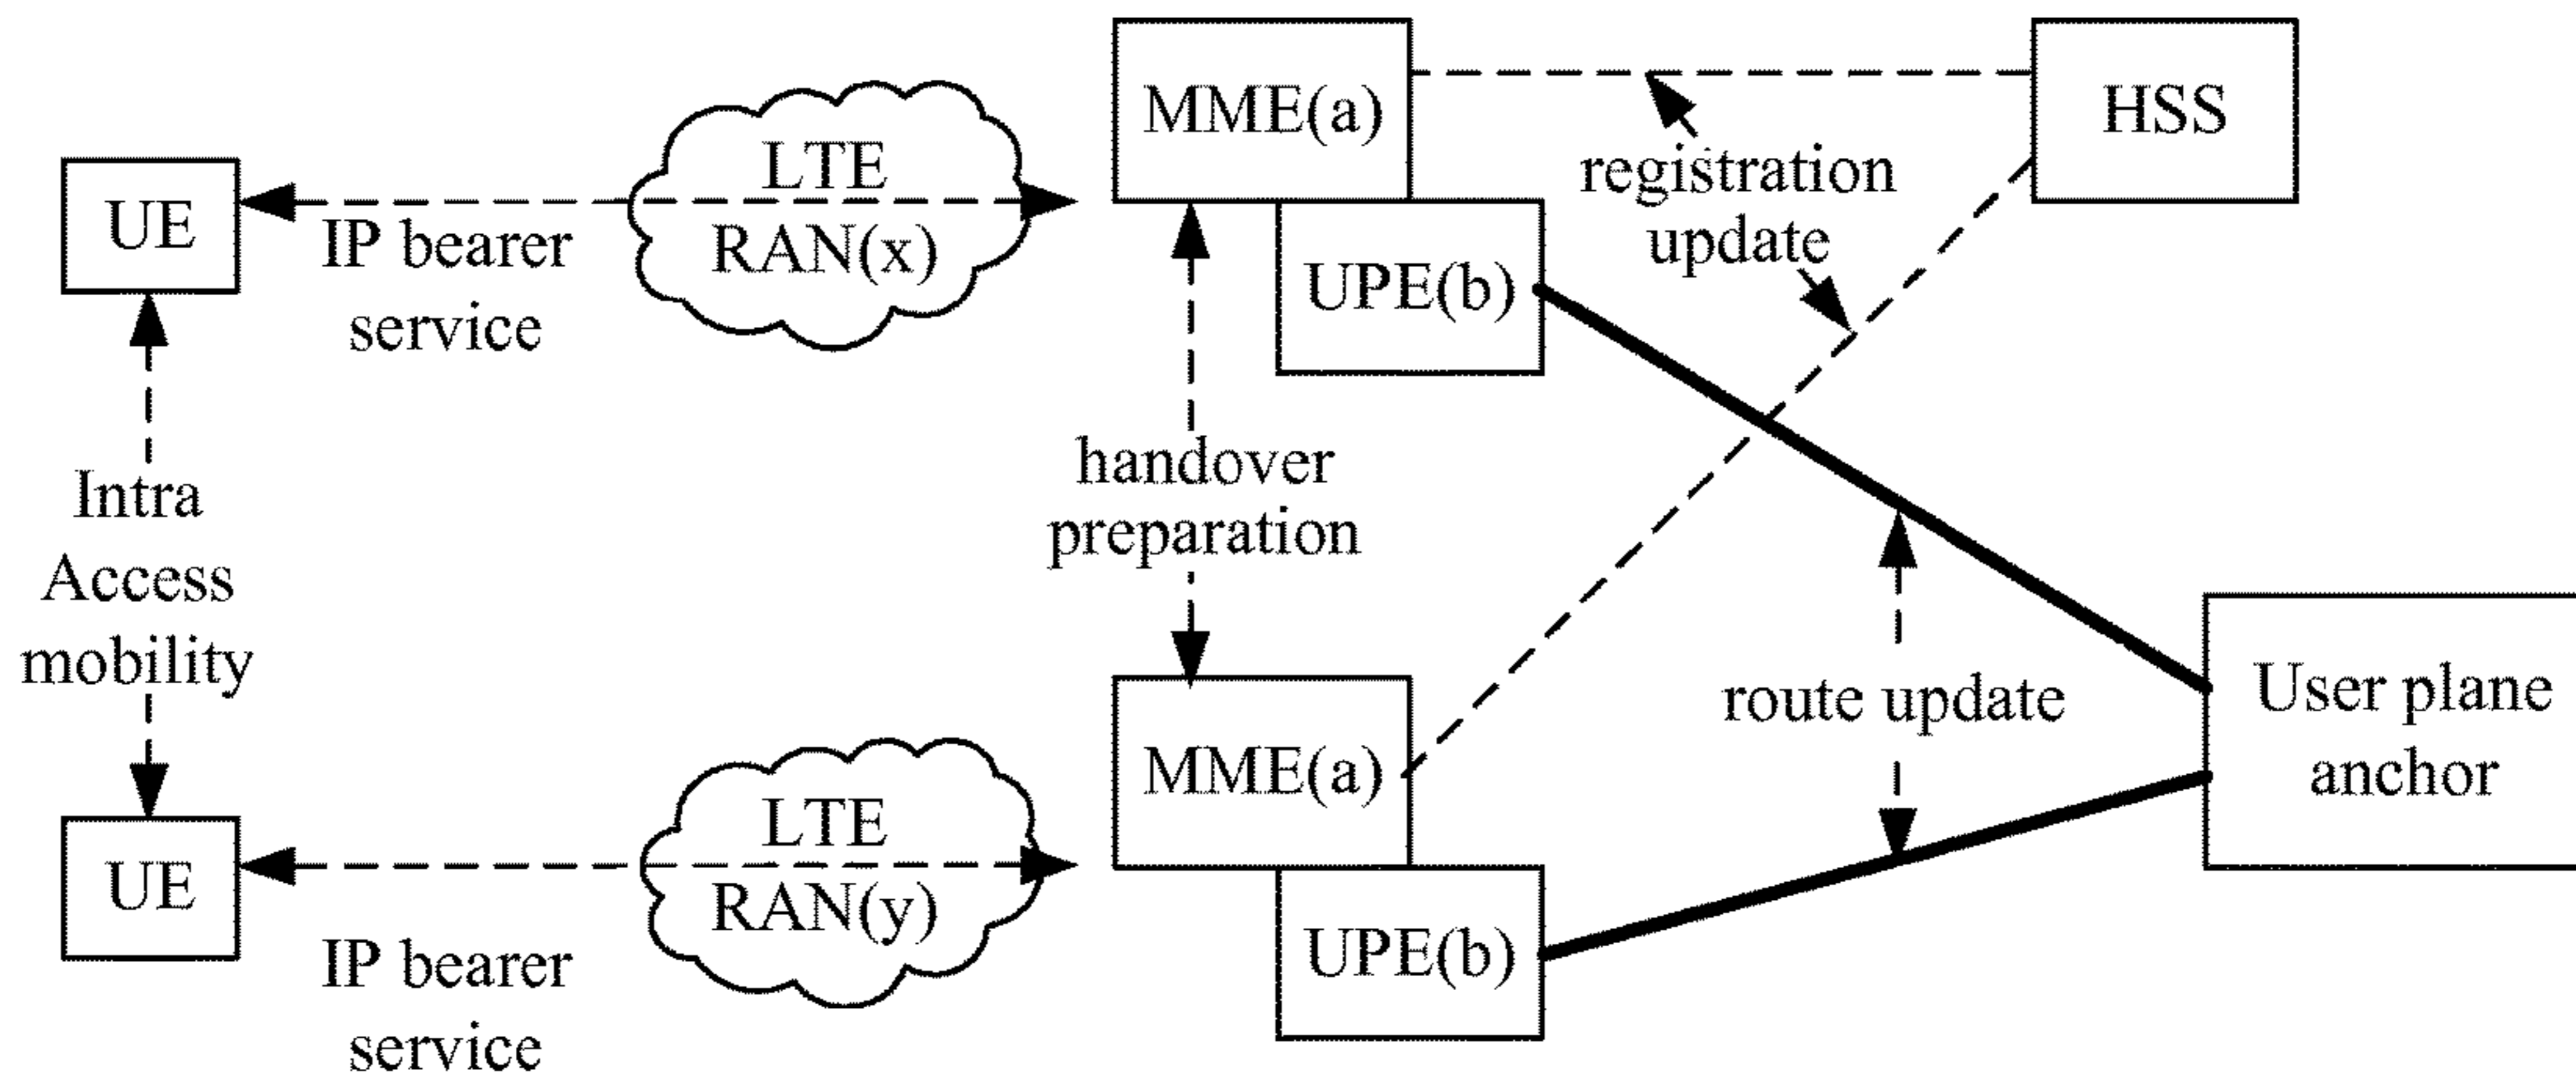 MME(a)
HSS
LTE
RAN(x)
registration
update
UE
IP bearer
service
UPE(b)
Intra
Access
mobility
handover
preparation
route update
User plane
anchor
MME(a)
LTE
RAN(y)
UE
IP bearer
service
UPE(b)